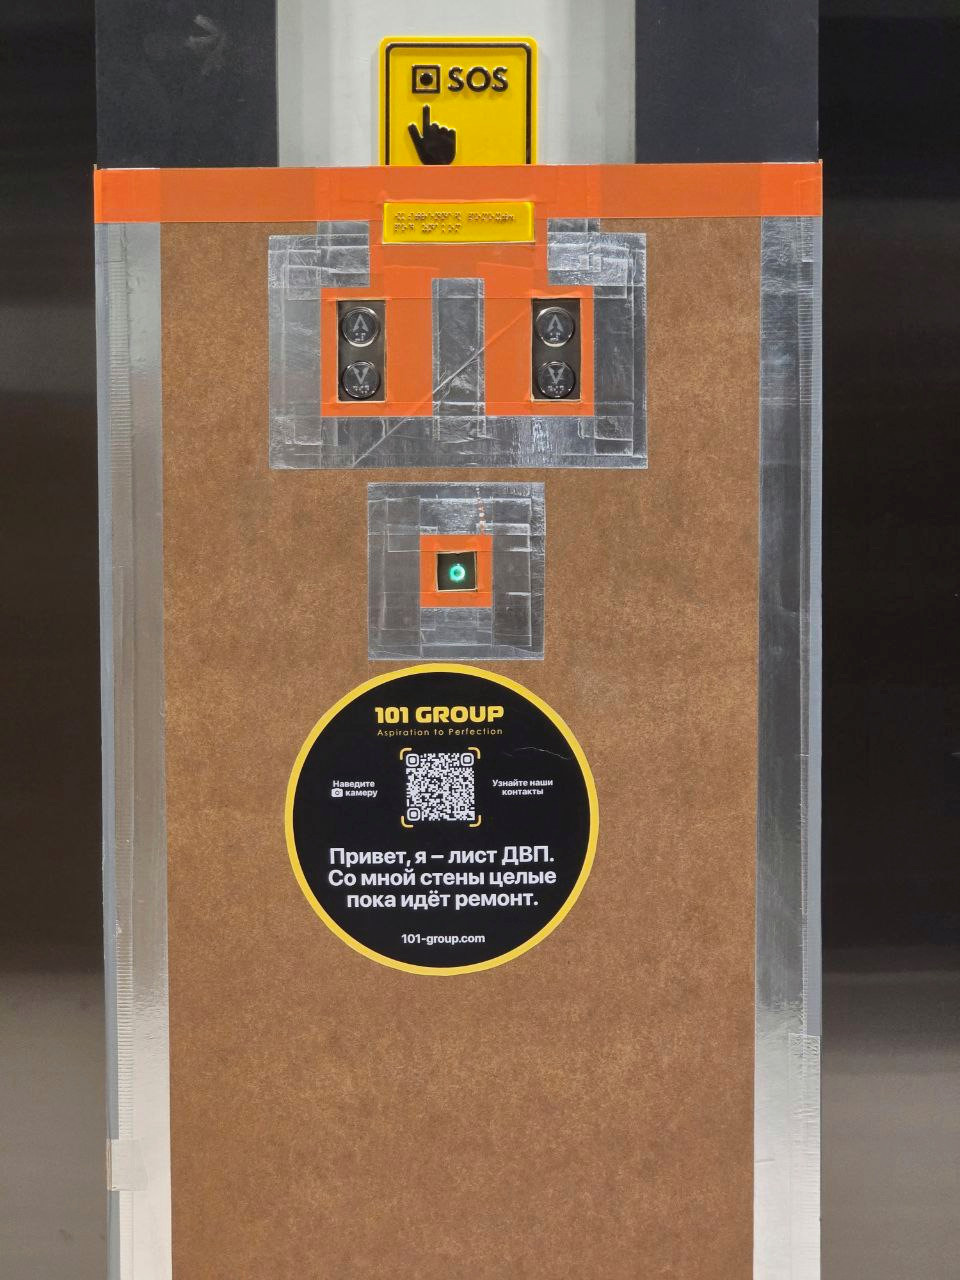 SOS
101 GROUP
Aspiration to Perfection
Наведите
камеру
Узнайте наши
контакты
Привет, я – лист ДВП.
Со мной стены целые
пока идёт ремонт.
101-group.com